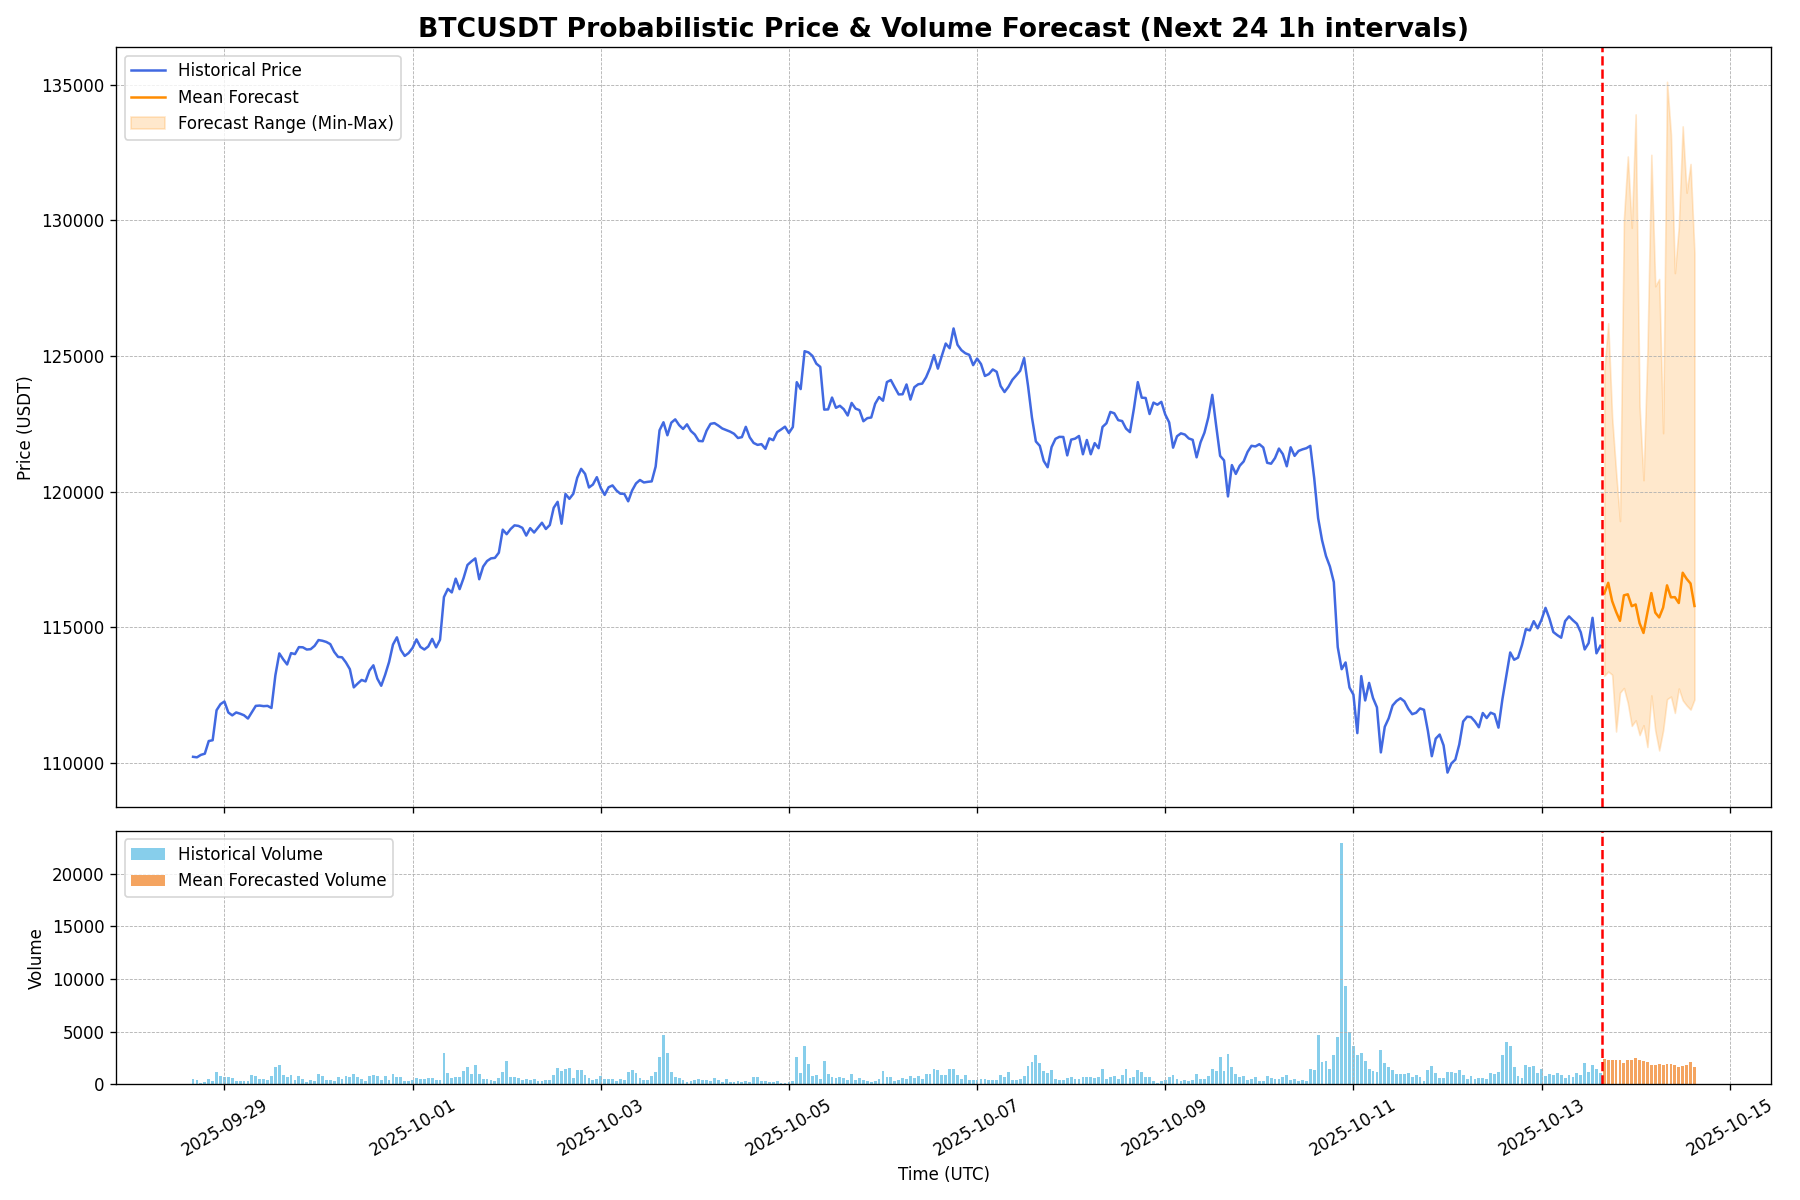 BTCUSDT Probabilistic Price & Volume Forecast (Next 24 1h intervals)
Historical Price
Mean Forecast
Forecast Range (Min-Max)
135000
130000
125000
120000
115000
110000
Price (USDT)
Historical Volume
Mean Forecasted Volume
20000
15000
10000
5000
0
Volume
2025-09-29
2025-10-01
2025-10-03
2025-10-05
2025-10-07
2025-10-09
2025-10-11
2025-10-13
2025-10-15
Time (UTC)